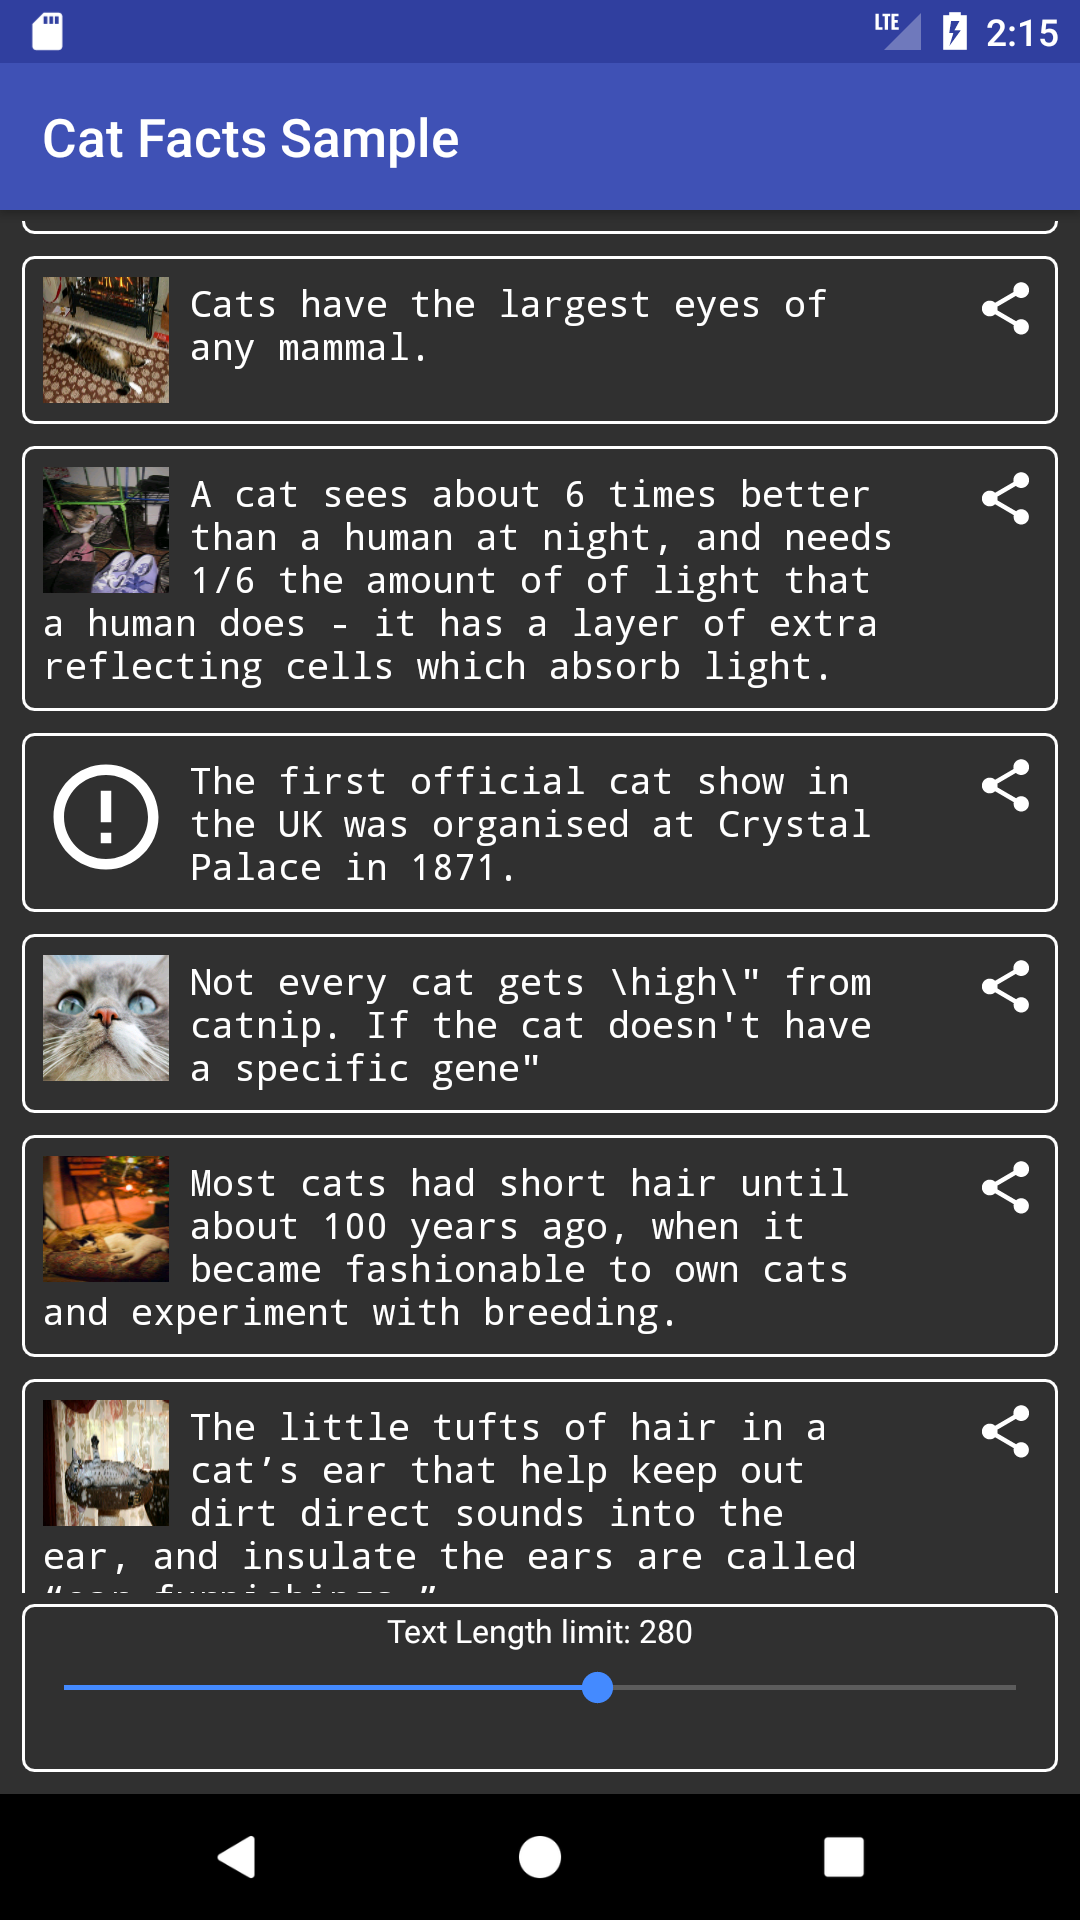 LTE 2:15
Cat Facts Sample
Cats have the largest eyes of
any mammal.
A cat sees about 6 times better
than a human at night, and needs
1/6 the amount of of light that
a human does - it has a layer of extra
reflecting cells which absorb light.
The first official cat show in
the UK was organised at Crystal
Palace in 1871.
Not every cat gets \high\" from
catnip. If the cat doesn't have
a specific gene"
Most cats had short hair until
about 100 years ago, when it
became fashionable to own cats
and experiment with breeding.
The little tufts of hair in a
cat’s ear that help keep out
dirt direct sounds into the
ear, and insulate the ears are called
“ear furnishings.”
Text Length limit: 280